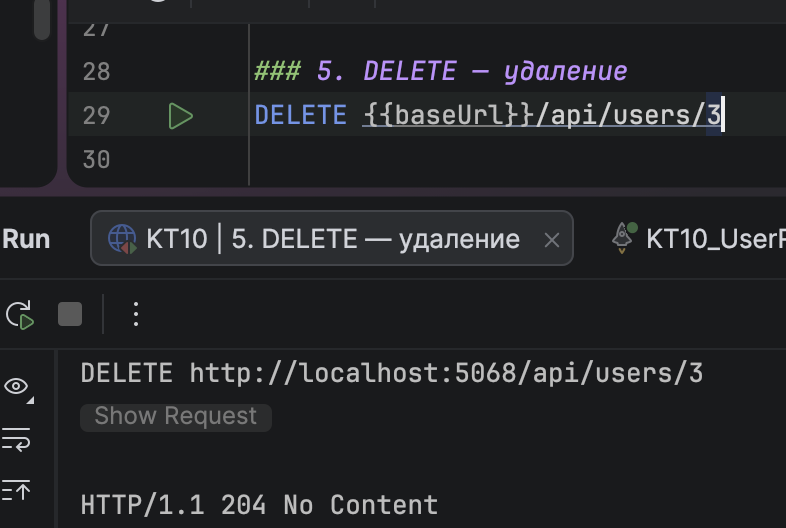 27
28 ### 5. DELETE — удаление
29 DELETE {{baseUrl}}/api/users/3
30
Run KT10 | 5. DELETE — удаление KT10_User
DELETE http://localhost:5068/api/users/3
Show Request
HTTP/1.1 204 No Content